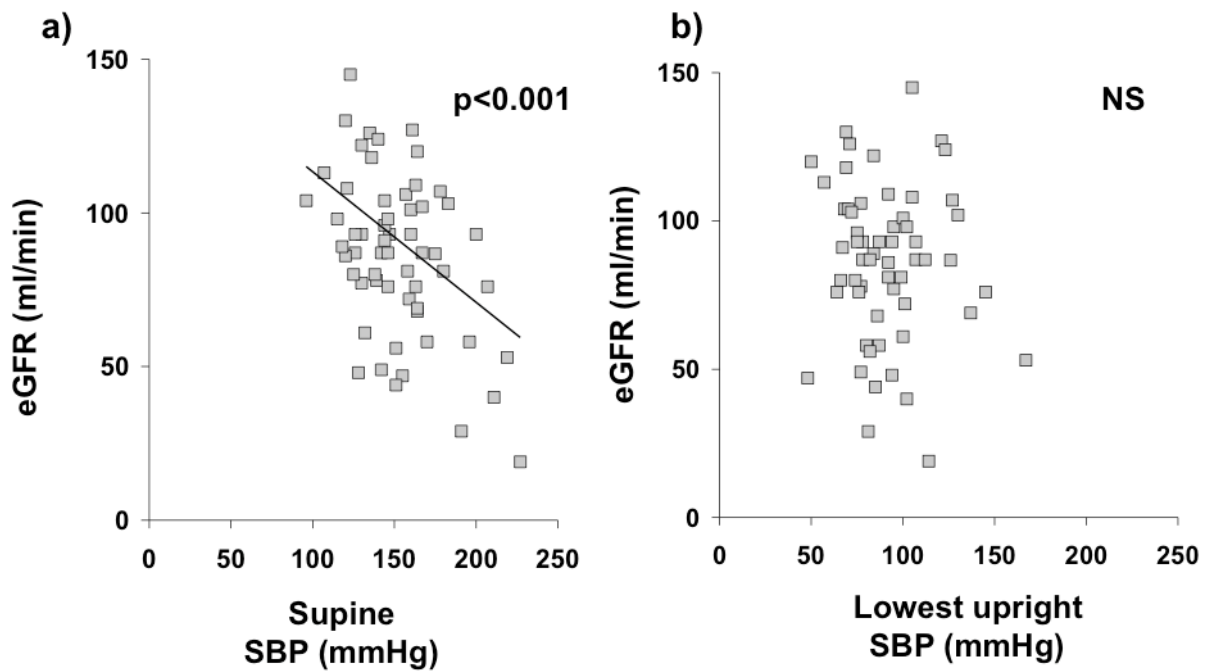 a)
150
100
50
0
eGFR (ml/min)
p<0.001
0 50 100 150 200 250
Supine
SBP (mmHg)
b)
150
100
50
0
eGFR (ml/min)
NS
0 50 100 150 200 250
Lowest upright
SBP (mmHg)